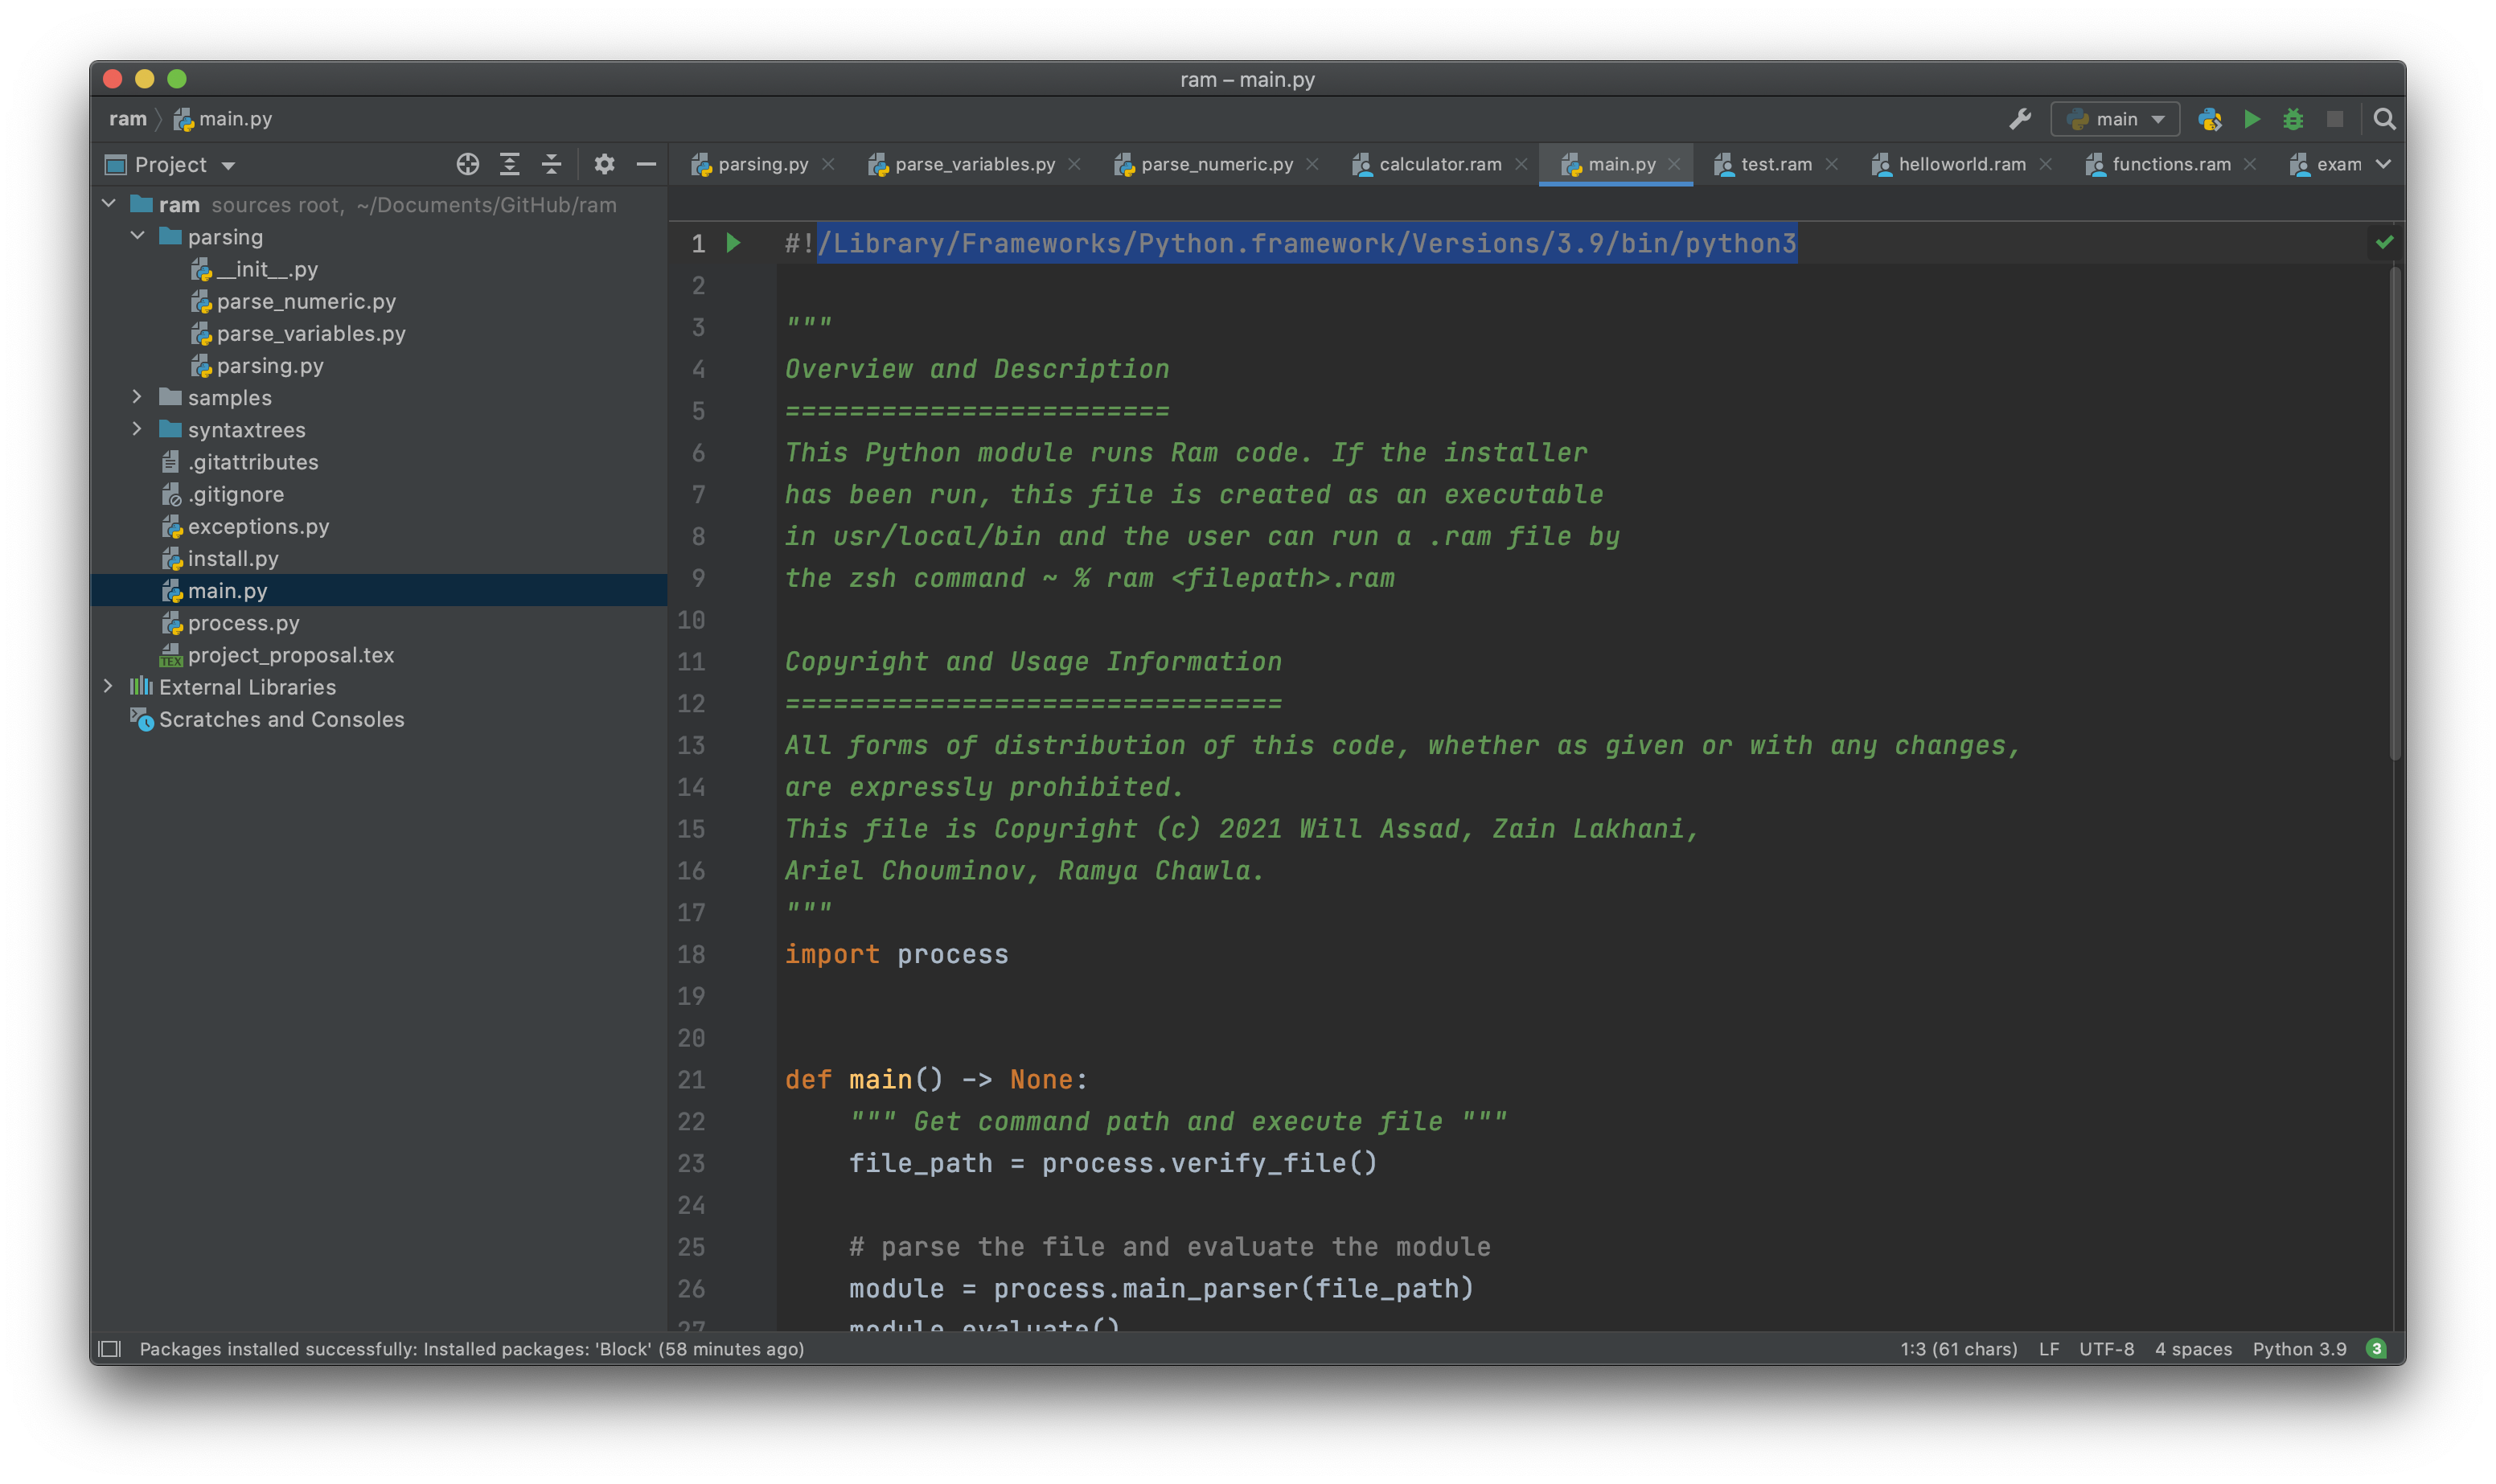 ram – main.py
ram main.py
main
Project
parsing.py parse_variables.py parse_numeric.py calculator.ram main.py test.ram helloworld.ram functions.ram exam
ram sources root, ~/Documents/GitHub/ram
parsing
__init__.py
parse_numeric.py
parse_variables.py
parsing.py
samples
syntaxtrees
.gitattributes
.gitignore
exceptions.py
install.py
main.py
process.py
TEX project_proposal.tex
External Libraries
Scratches and Consoles
1 #!/Library/Frameworks/Python.framework/Versions/3.9/bin/python3
2
3 """
4 Overview and Description
5 ========================
6 This Python module runs Ram code. If the installer
7 has been run, this file is created as an executable
8 in usr/local/bin and the user can run a .ram file by
9 the zsh command ~ % ram <filepath>.ram
10
11 Copyright and Usage Information
12 ===============================
13 All forms of distribution of this code, whether as given or with any changes,
14 are expressly prohibited.
15 This file is Copyright (c) 2021 Will Assad, Zain Lakhani,
16 Ariel Chouminov, Ramya Chawla.
17 """
18 import process
19
20
21 def main() -> None:
22     """ Get command path and execute file """
23     file_path = process.verify_file()
24
25     # parse the file and evaluate the module
26     module = process.main_parser(file_path)
27     module.evaluate()
Packages installed successfully: Installed packages: 'Block' (58 minutes ago)
1:3 (61 chars) LF UTF-8 4 spaces Python 3.9 3